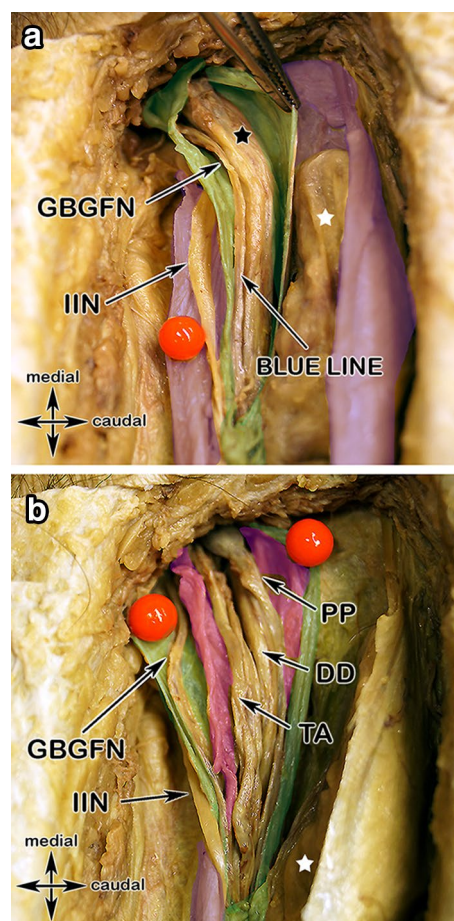 a
GBGFN
IIN
BLUE LINE
medial
caudal
b
PP
DD
TA
GBGFN
IIN
medial
caudal